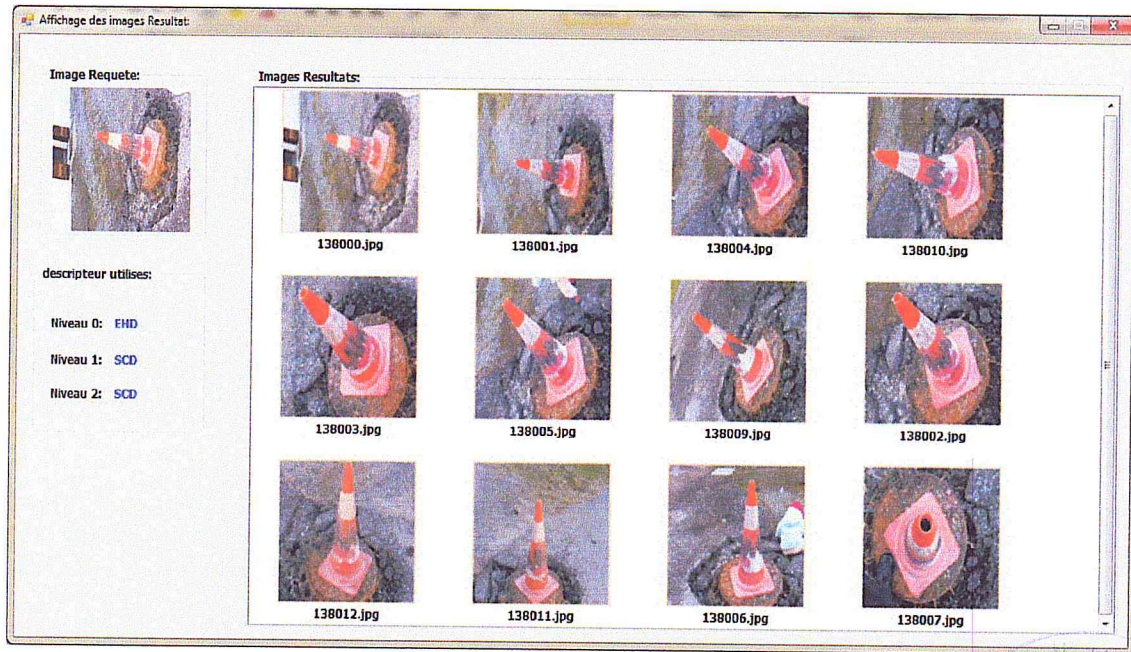 Affichage des images Resultat:
Image Requete:
descripteur utilises:
Niveau 0: EHD
Niveau 1: SCD
Niveau 2: SCD
Images Resultats:
138000.jpg 138001.jpg 138004.jpg 138010.jpg
138003.jpg 138005.jpg 138009.jpg 138002.jpg
138012.jpg 138011.jpg 138006.jpg 138007.jpg